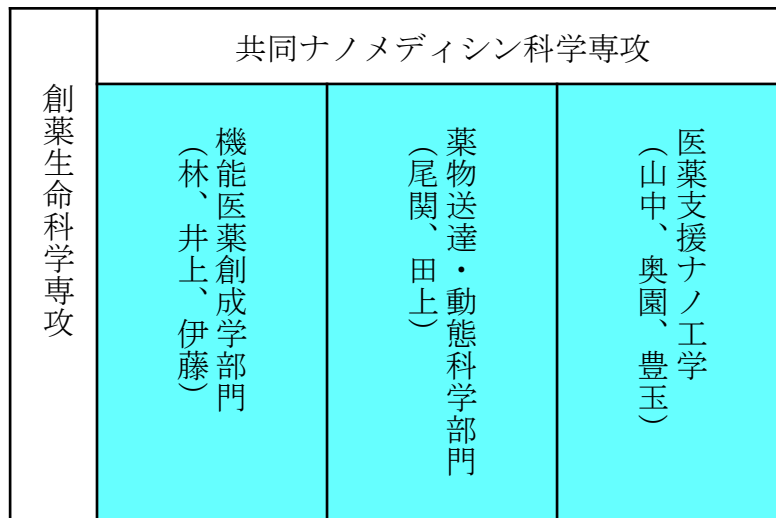 共同ナノメディシン科学専攻
創薬生命科学専攻
機能医薬創成学部門
（林、井上、伊藤）
薬物送達・動態科学部門
（尾関、田上）
医薬支援ナノ工学
（山中、奥園、豊玉）